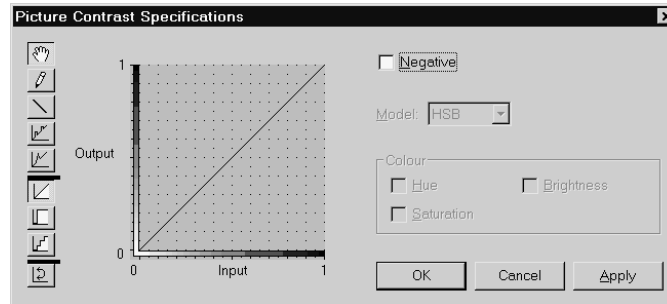 Picture Contrast Specifications
1
Output
0
0
Input
1
Negative
Model: HSB
Colour
Hue
Brightness
Saturation
OK
Cancel
Apply